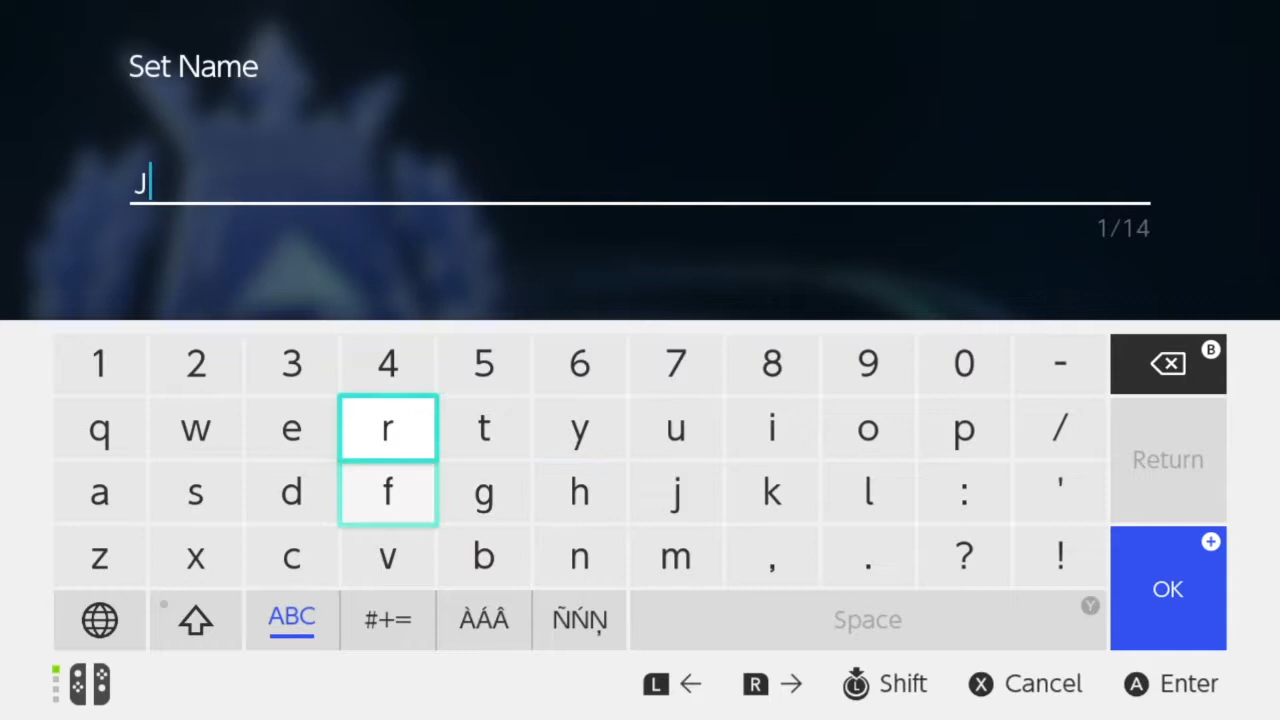 Set Name
J
1/14
1 2 3 4 5 6 7 8 9 0 -
B
q w e r t y u i o p /
Return
a s d f g h j k l : '
z x c v b n m , . ? !
+
OK
ABC #+= ÀÁÂ ÑŃŅ Space Y
L ← R → L Shift X Cancel A Enter